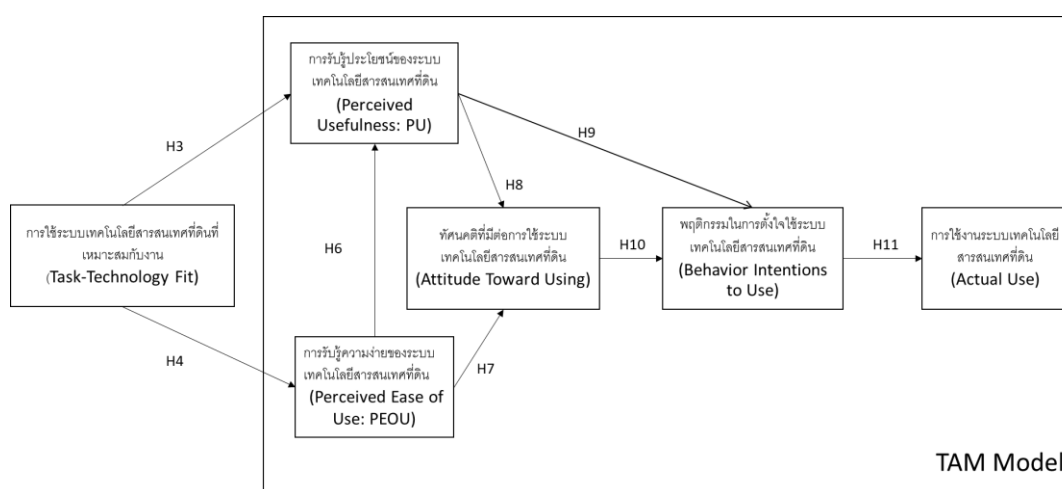 การรับรู้ประโยชน์ของระบบ
เทคโนโลยีสารสนเทศที่ดิน
(Perceived
Usefulness: PU)
H9
H3
H8
การใช้ระบบเทคโนโลยีสารสนเทศที่ดินที่
เหมาะสมกับงาน
(Task-Technology Fit)
H6
ทัศนคติที่มีต่อการใช้ระบบ
เทคโนโลยีสารสนเทศที่ดิน
(Attitude Toward Using)
H10
พฤติกรรมในการตั้งใจใช้ระบบ
เทคโนโลยีสารสนเทศที่ดิน
(Behavior Intentions
to Use)
H11
การใช้งานระบบเทคโนโลยี
สารสนเทศที่ดิน
(Actual Use)
H4
การรับรู้ความง่ายของระบบ
เทคโนโลยีสารสนเทศที่ดิน
(Perceived Ease of
Use: PEOU)
H7
TAM Model